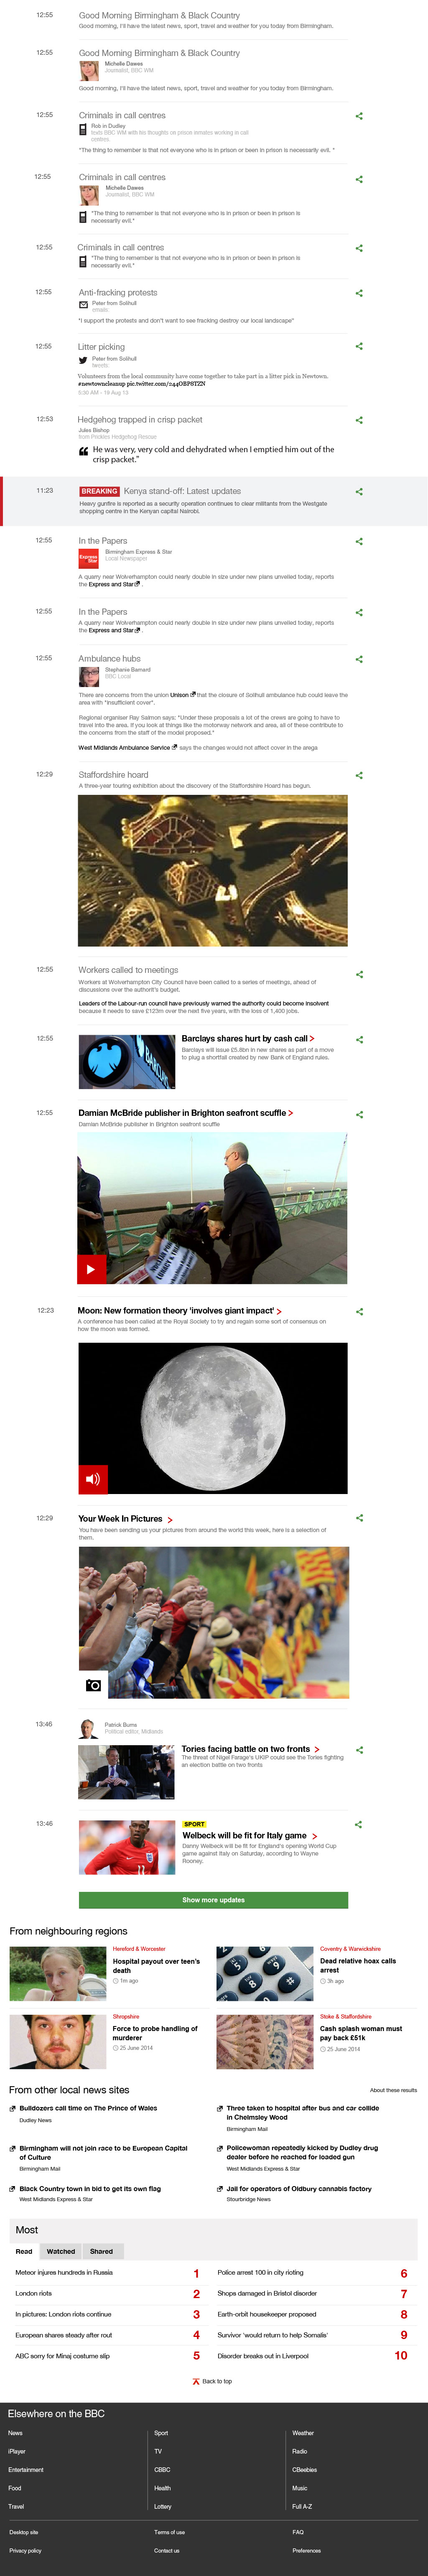 12:55
Good Morning Birmingham & Black Country
Good morning, I'll have the latest news, sport, travel and weather for you today from Birmingham.
12:55
Good Morning Birmingham & Black Country
Michelle Dawes
Journalist, BBC WM
Good morning, I'll have the latest news, sport, travel and weather for you today from Birmingham.
12:55
Criminals in call centres
Rob in Dudley
texts BBC WM with his thoughts on prison inmates working in call
centres
"The thing to remember is that not everyone who is in prison or been in prison is necessarily evil. "
12:55
Criminals in call centres
Michelle Dawes
Journalist, BBC WM
"The thing to remember is that not everyone who is in prison or been in prison is
necessarily evil."
12:55
Criminals in call centres
"The thing to remember is that not everyone who is in prison or been in prison is
necessarily evil."
12:55
Anti-fracking protests
Peter from Solihull
emails:
"I support the protests and don't want to see fracking destroy our local landscape"
12:55
Litter picking
Peter from Solihull
tweets:
Volunteers from the local community have come together to take part in a litter pick in Newtown.
#newtowncleanup pic.twitter.com/244OBP8TZN
5:30 AM - 19 Aug 13
12:53
Hedgehog trapped in crisp packet
Jules Bishop
from Prickles Hedgehog Rescue
He was very, very cold and dehydrated when I emptied him out of the
crisp packet."
11:23
BREAKING Kenya stand-off: Latest updates
Heavy gunfire is reported as a security operation continues to clear militants from the Westgate
shopping centre in the Kenyan capital Nairobi.
12:55
In the Papers
Express & Star
Birmingham Express & Star
Local Newspaper
A quarry near Wolverhampton could nearly double in size under new plans unveiled today, reports
the Express and Star .
12:55
In the Papers
A quarry near Wolverhampton could nearly double in size under new plans unveiled today, reports
the Express and Star .
12:55
Ambulance hubs
Stephanie Barnard
BBC Local
There are concerns from the union Unison that the closure of Solihull ambulance hub could leave the
area with "insufficient cover".
Regional organiser Ray Salmon says: "Under these proposals a lot of the crews are going to have to
travel into the area. If you look at things like the motorway network and area, all of these contribute to
the concerns from the staff of the model proposed."
West Midlands Ambulance Service says the changes would not affect cover in the arega
12:29
Staffordshire hoard
A three-year touring exhibition about the discovery of the Staffordshire Hoard has begun.
12:55
Workers called to meetings
Workers at Wolverhampton City Council have been called to a series of meetings, ahead of
discussions over the authorit's budget.
Leaders of the Labour-run council have previously warned the authority could become insolvent
because it needs to save £123m over the next five years, with the loss of 1,400 jobs.
12:55
BARCLAYS
Barclays shares hurt by cash call
Barclays will issue £5.8bn in new shares as part of a move
to plug a shortfall created by new Bank of England rules.
12:55
Damian McBride publisher in Brighton seafront scuffle
Damian McBride publisher in Brighton seafront scuffle
12:23
Moon: New formation theory 'involves giant impact'
A conference has been called at the Royal Society to try and regain some sort of consensus on
how the moon was formed.
12:29
Your Week In Pictures
You have been sending us your pictures from around the world this week, here is a selection of
them.
13:46
Patrick Burns
Political editor, Midlands
Tories facing battle on two fronts
The threat of Nigel Farage's UKIP could see the Tories fighting
an election battle on two fronts
13:46
SPORT
Welbeck will be fit for Italy game
Danny Welbeck will be fit for England's opening World Cup
game against Italy on Saturday, according to Wayne
Rooney.
11
Show more updates
From neighbouring regions
Hereford & Worcester
Hospital payout over teen's
death
1m ago
Coventry & Warwickshire
Dead relative hoax calls
arrest
3h ago
Shropshire
Force to probe handling of
murderer
25 June 2014
Stoke & Staffordshire
Cash splash woman must
pay back £51k
25 June 2014
From other local news sites
About these results
Bulldozers call time on The Prince of Wales
Dudley News
Three taken to hospital after bus and car collide
in Chelmsley Wood
Birmingham Mail
Birmingham will not join race to be European Capital
of Culture
Birmingham Mail
Policewoman repeatedly kicked by Dudley drug
dealer before he reached for loaded gun
West Midlands Express & Star
Black Country town in bid to get its own flag
West Midlands Express & Star
Jail for operators of Oldbury cannabis factory
Stourbridge News
Most
Read Watched Shared
Meteor injures hundreds in Russia 1
London riots 2
In pictures: London riots continue 3
European shares steady after rout 4
ABC sorry for Minaj costume slip 5
Police arrest 100 in city rioting 6
Shops damaged in Bristol disorder 7
Earth-orbit housekeeper proposed 8
Survivor 'would return to help Somalis' 9
Disorder breaks out in Liverpool 10
Back to top
Elsewhere on the BBC
News Sport Weather
iPlayer TV Radio
Entertainment CBBC CBeebies
Food Health Music
Travel Lottery Full A-Z
Desktop site Terms of use FAQ
Privacy policy Contact us Preferences